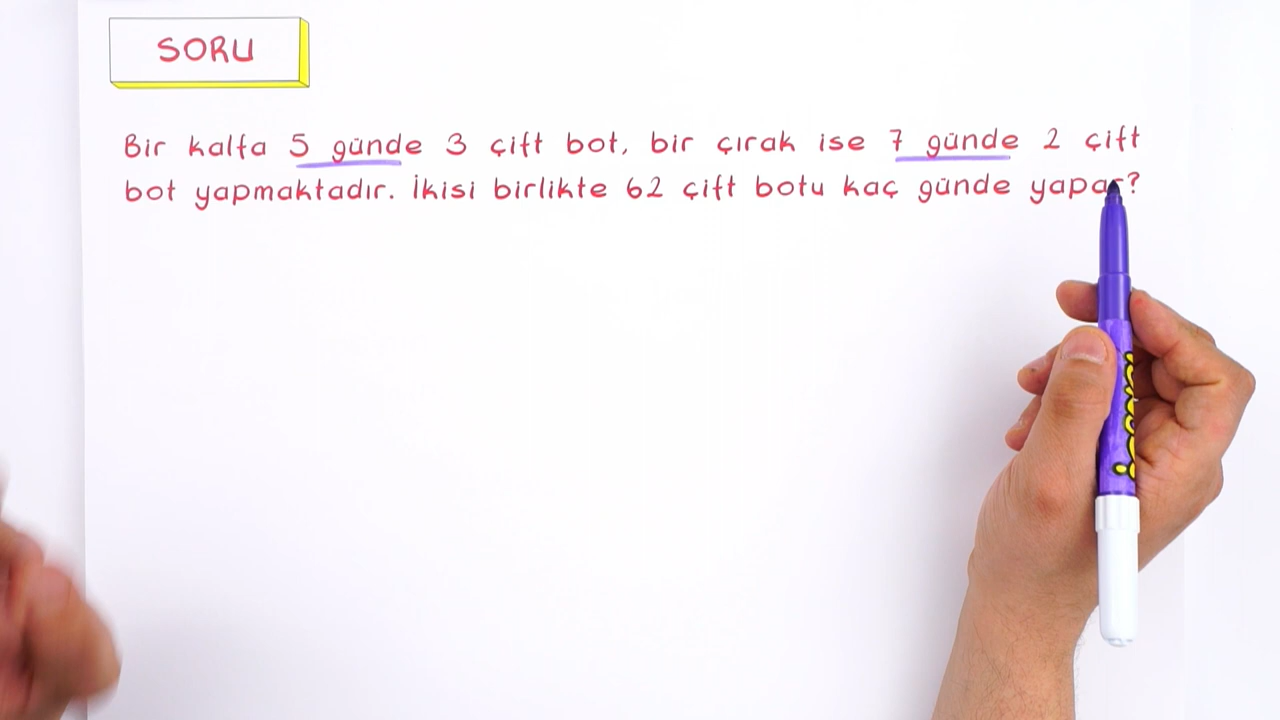 SORU
Bir kalfa 5 günde 3 çift bot, bir çırak ise 7 günde 2 çift
bot yapmaktadır. İkisi birlikte 62 çift botu kaç günde yapar?